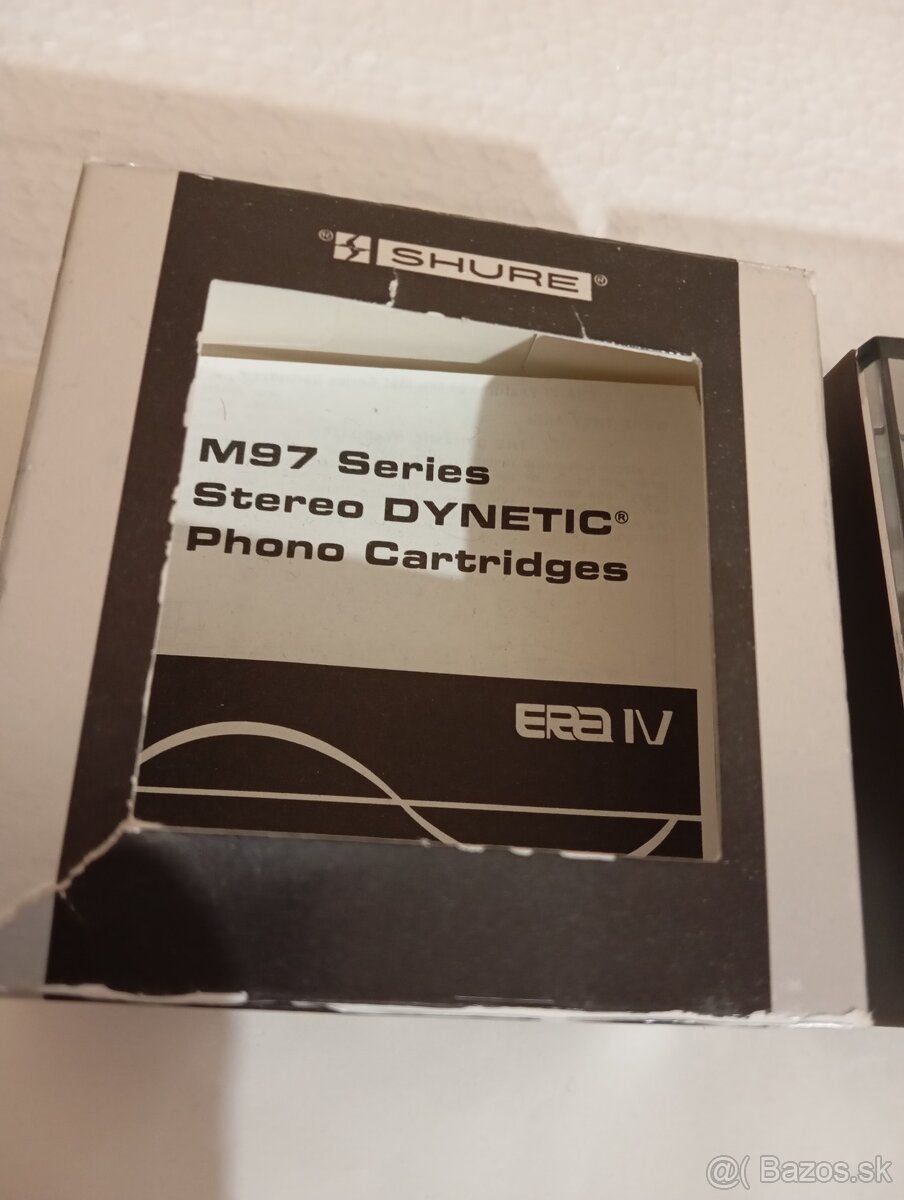 ® SHURE ®
M97 Series
Stereo DYNETIC®
Phono Cartridges
ERA IV
@( Bazos.sk